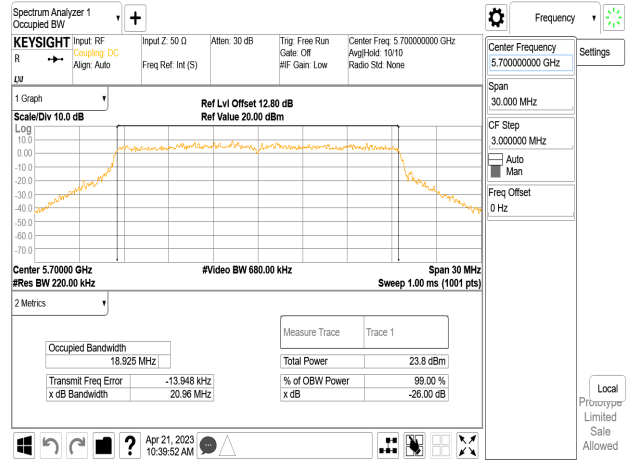 Spectrum Analyzer 1
Occupied BW
Frequency
KEYSIGHT
R
LXI
Input: RF
Coupling: DC
Align: Auto
Input Z: 50 Ω
Freq Ref: Int (S)
Atten: 30 dB
Trig: Free Run
Gate: Off
#IF Gain: Low
Center Freq: 5.700000000 GHz
Avg|Hold: 10/10
Radio Std: None
Center Frequency
5.700000000 GHz
Settings
Span
30.000 MHz
CF Step
3.000000 MHz
Auto
Man
Freq Offset
0 Hz
1 Graph
Scale/Div 10.0 dB
Ref Lvl Offset 12.80 dB
Ref Value 20.00 dBm
Log
10.0
0.00
-10.0
-20.0
-30.0
-40.0
-50.0
-60.0
-70.0
Center 5.70000 GHz
#Video BW 680.00 kHz
Span 30 MHz
#Res BW 220.00 kHz
Sweep 1.00 ms (1001 pts)
2 Metrics
Measure Trace
Trace 1
Occupied Bandwidth
18.925 MHz
Total Power
23.8 dBm
Transmit Freq Error
-13.948 kHz
% of OBW Power
99.00 %
x dB Bandwidth
20.96 MHz
x dB
-26.00 dB
Local
Prototype
Limited
Sale
Allowed
Apr 21, 2023
10:39:52 AM
?